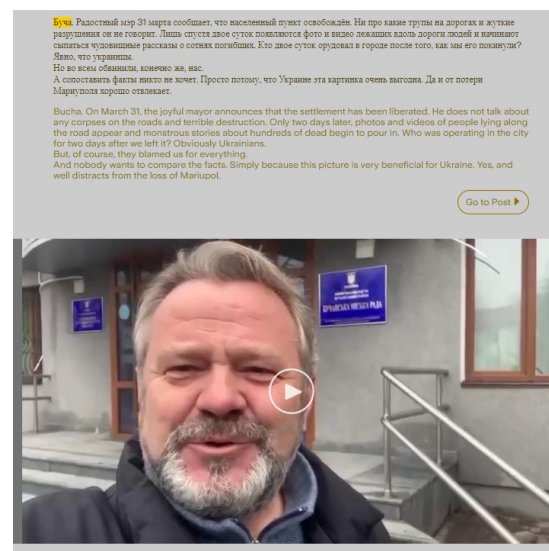 Буча. Радостный мэр 31 марта сообщает, что населенный пункт освобождён. Ни про какие трупы на дорогах и жуткие
разрушения он не говорит. Лишь спустя двое суток появляются фото и видео лежащих вдоль дороги людей и начинают
сыпаться чудовищные рассказы о сотнях погибших. Кто двое суток орудовал в городе после того, как мы его покинули?
Явно, что украинцы.
Но во всем обвинили, конечно же, нас.
А сопоставить факты никто не хочет. Просто потому, что Украине эта картинка очень выгодна. Да и от потери
Мариуполя хорошо отвлекает.
Bucha. On March 31, the joyful mayor announces that the settlement has been liberated. He does not talk about
any corpses on the roads and terrible destruction. Only two days later, photos and videos of people lying along
the road appear and monstrous stories about hundreds of dead begin to pour in. Who was operating in the city
for two days after we left it? Obviously Ukrainians.
But, of course, they blamed us for everything.
And nobody wants to compare the facts. Simply because this picture is very beneficial for Ukraine. Yes, and
well distracts from the loss of Mariupol.
Go to Post
БУЧАНСЬКА МІСЬКА РАДА